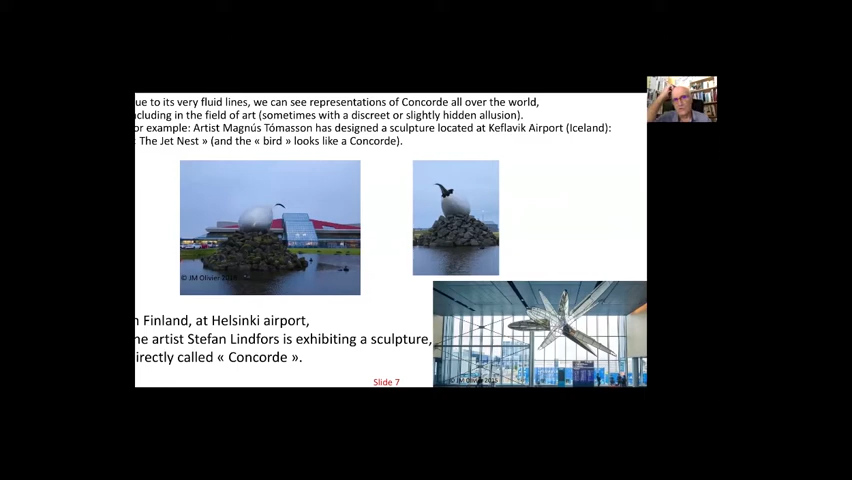 ue to its very fluid lines, we can see representations of Concorde all over the world,
cluding in the field of art (sometimes with a discreet or slightly hidden allusion).
or example: Artist Magnús Tómasson has designed a sculpture located at Keflavik Airport (Iceland):
The Jet Nest » (and the « bird » looks like a Concorde).
© JM Olivier
n Finland, at Helsinki airport,
he artist Stefan Lindfors is exhibiting a sculpture,
irectly called « Concorde ».
© JM Olivier
Slide 7